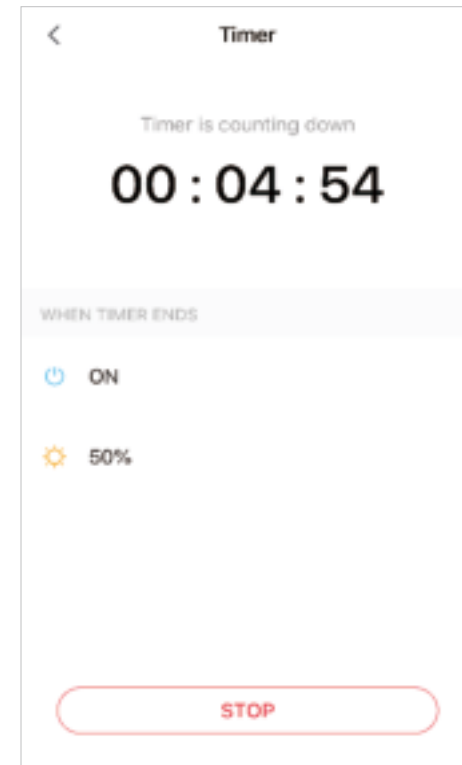 Timer
Timer is counting down
00 : 04 : 54
WHEN TIMER ENDS
ON
50%
STOP